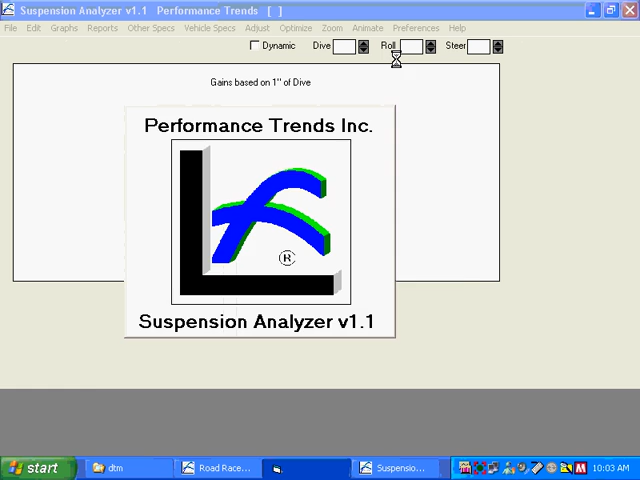 Suspension Analyzer v1.1 Performance Trends [ ]
File Edit Graphs Reports Other Specs Vehicle Specs Adjust Optimize Zoom Animate Preferences Help
Dynamic Dive Roll Steer
Gains based on 1" of Dive
Performance Trends Inc.
®
Suspension Analyzer v1.1
start dtm Road Race... Suspensio... 10:03 AM